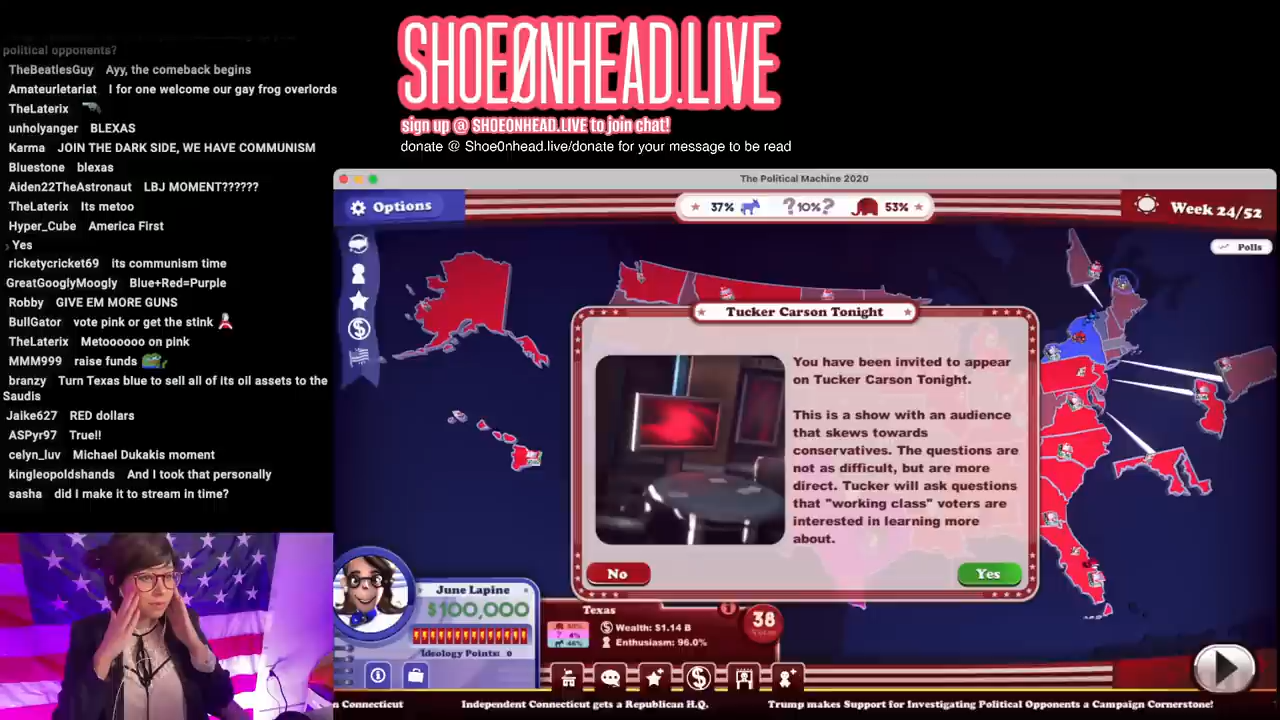 political opponents?
TheBeatlesGuy Ayy, the comeback begins
Amateurletariat I for one welcome our gay frog overlords
TheLaterix
unholyanger BLEXAS
Karma JOIN THE DARK SIDE, WE HAVE COMMUNISM
Bluestone blexas
Aiden22TheAstronaut LBJ MOMENT??????
TheLaterix Its metoo
Hyper_Cube America First
Yes
ricketycricket69 its communism time
GreatGooglyMoogly Blue+Red=Purple
Robby GIVE EM MORE GUNS
BullGator vote pink or get the stink
TheLaterix Metoooooo on pink
MMM999 raise funds
branzy Turn Texas blue to sell all of its oil assets to the
Saudis
Jaike627 RED dollars
ASPyr97 True!!
celyn_luv Michael Dukakis moment
kingleopoldshands And I took that personally
sasha did I make it to stream in time?
SHOEØNHEAD.LIVE
sign up @ SHOE0NHEAD.LIVE to join chat!
donate @ Shoe0nhead.live/donate for your message to be read
The Political Machine 2020
Options
37% ?10%? 53%
Week 24/52
Polls
Tucker Carson Tonight
You have been invited to appear
on Tucker Carson Tonight.
This is a show with an audience
that skews towards
conservatives. The questions are
not as difficult, but are more
direct. Tucker will ask questions
that "working class" voters are
interested in learning more
about.
No
Yes
June Lapine
$100,000
Ideology Points: 0
Texas
Wealth: $1.14 B
Enthusiasm: 96.0%
38
n Connecticut Independent Connecticut gets a Republican H.Q. Trump makes Support for Investigating Political Opponents a Campaign Cornerstone!